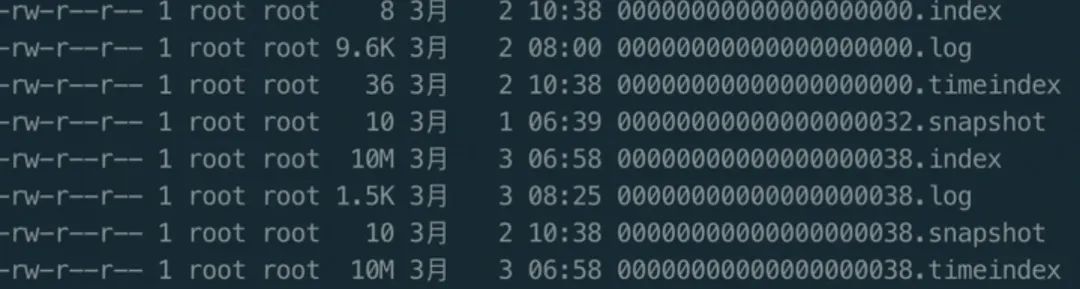 -rw-r--r-- 1 root root 8 3月 2 10:38 00000000000000000000.index
-rw-r--r-- 1 root root 9.6K 3月 2 08:00 00000000000000000000.log
-rw-r--r-- 1 root root 36 3月 2 10:38 00000000000000000000.timeindex
-rw-r--r-- 1 root root 10 3月 1 06:39 00000000000000000032.snapshot
-rw-r--r-- 1 root root 10M 3月 3 06:58 00000000000000000038.index
-rw-r--r-- 1 root root 1.5K 3月 3 08:25 00000000000000000038.log
-rw-r--r-- 1 root root 10 3月 2 10:38 00000000000000000038.snapshot
-rw-r--r-- 1 root root 10M 3月 3 06:58 00000000000000000038.timeindex